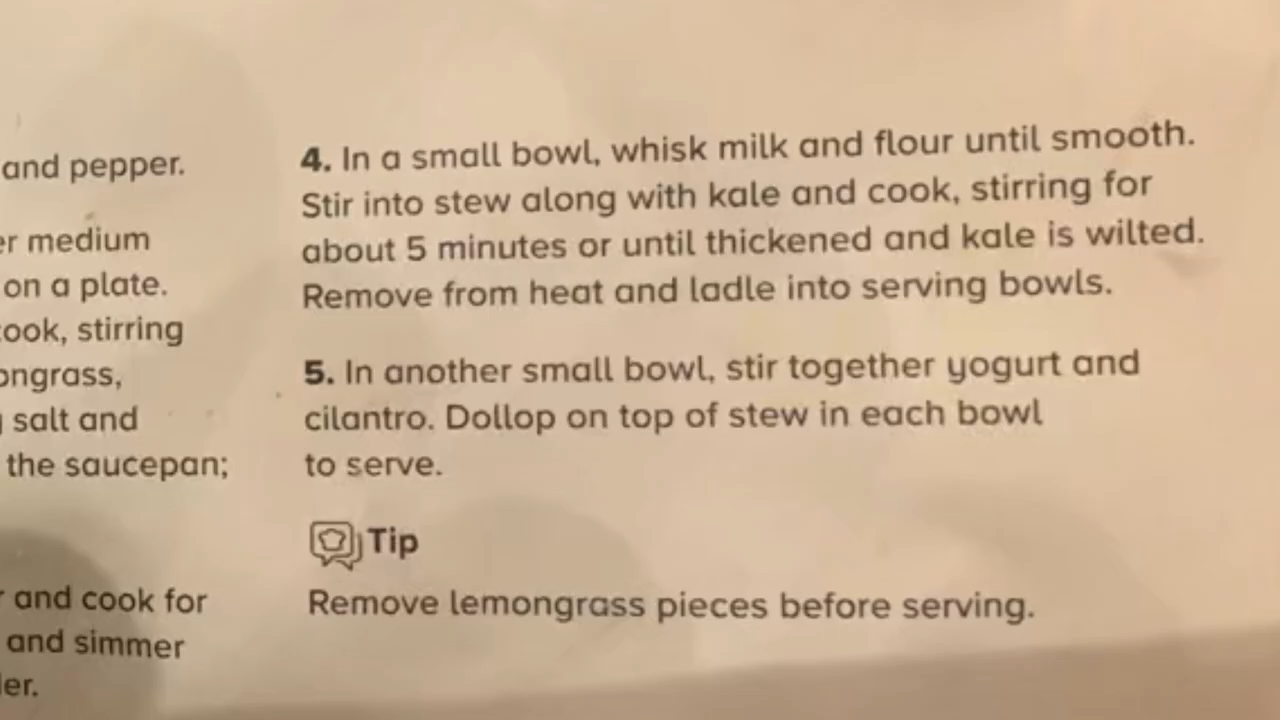 and pepper.
medium
on a plate.
stirring
salt and
the saucepan;
and cook for
and simmer
4. In a small bowl, whisk milk and flour until smooth.
Stir into stew along with kale and cook, stirring for
about 5 minutes or until thickened and kale is wilted.
Remove from heat and ladle into serving bowls.
5. In another small bowl, stir together yogurt and
cilantro. Dollop on top of stew in each bowl
to serve.
Tip
Remove lemongrass pieces before serving.